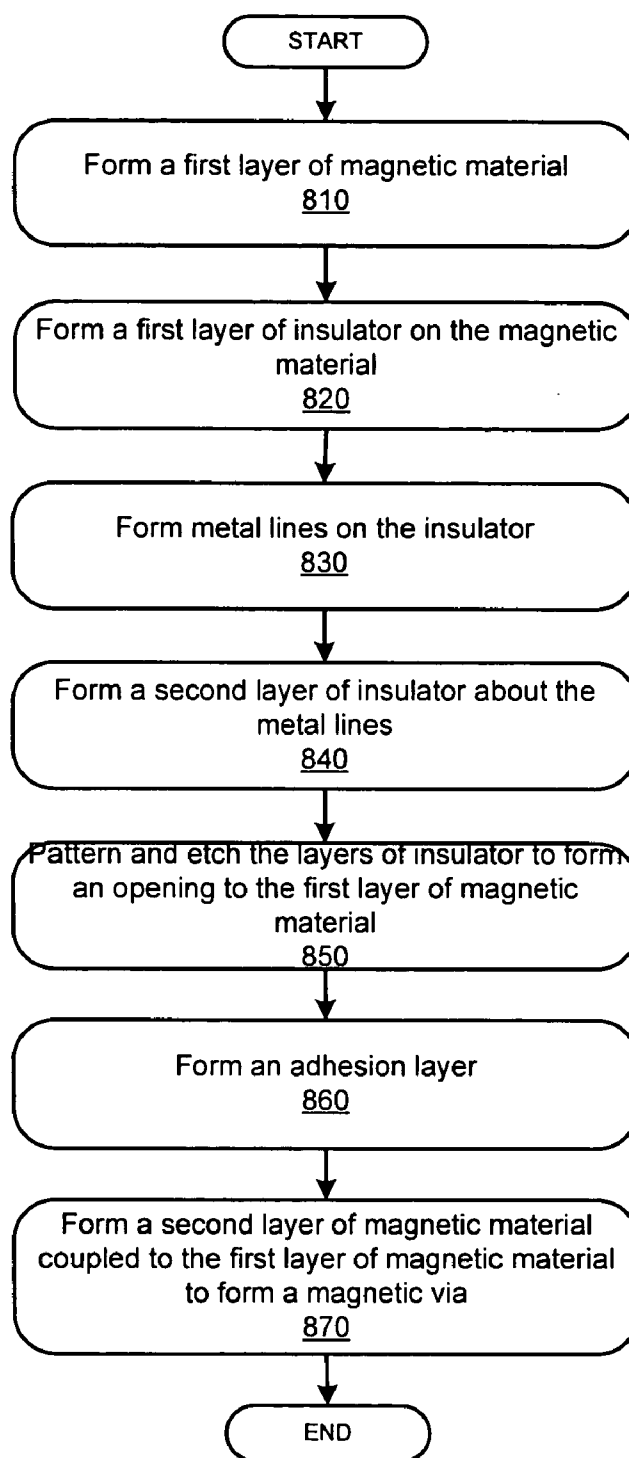 START
Form a first layer of magnetic material
810
Form a first layer of insulator on the magnetic
material
820
Form metal lines on the insulator
830
Form a second layer of insulator about the
metal lines
840
Pattern and etch the layers of insulator to form
an opening to the first layer of magnetic
material
850
Form an adhesion layer
860
Form a second layer of magnetic material
coupled to the first layer of magnetic material
to form a magnetic via
870
END